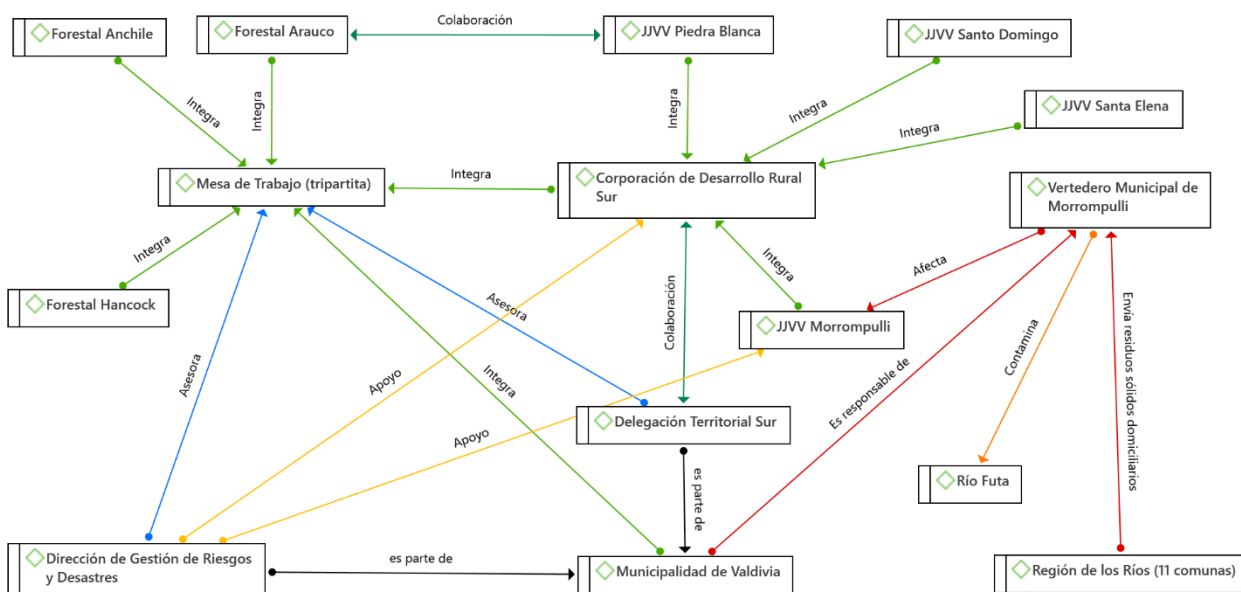 Colaboración
Forestal Anchile
Forestal Arauco
JJVV Piedra Blanca
JJVV Santo Domingo
JJVV Santa Elena
Integra
Integra
Integra
Integra
Integra
Mesa de Trabajo (tripartita)
Integra
Corporación de Desarrollo Rural
Sur
Vertedero Municipal de
Morrompulli
Integra
Integra
Afecta
Forestal Hancock
Asesora
Colaboración
JJVV Morrompulli
Envia residuos sólidos domiciliarios
Contamina
Asesora
Apoyo
Integra
Es responsable de
Apoyo
Delegación Territorial Sur
Río Futa
es parte de
Dirección de Gestión de Riesgos
y Desastres
es parte de
Municipalidad de Valdivia
Región de los Ríos (11 comunas)